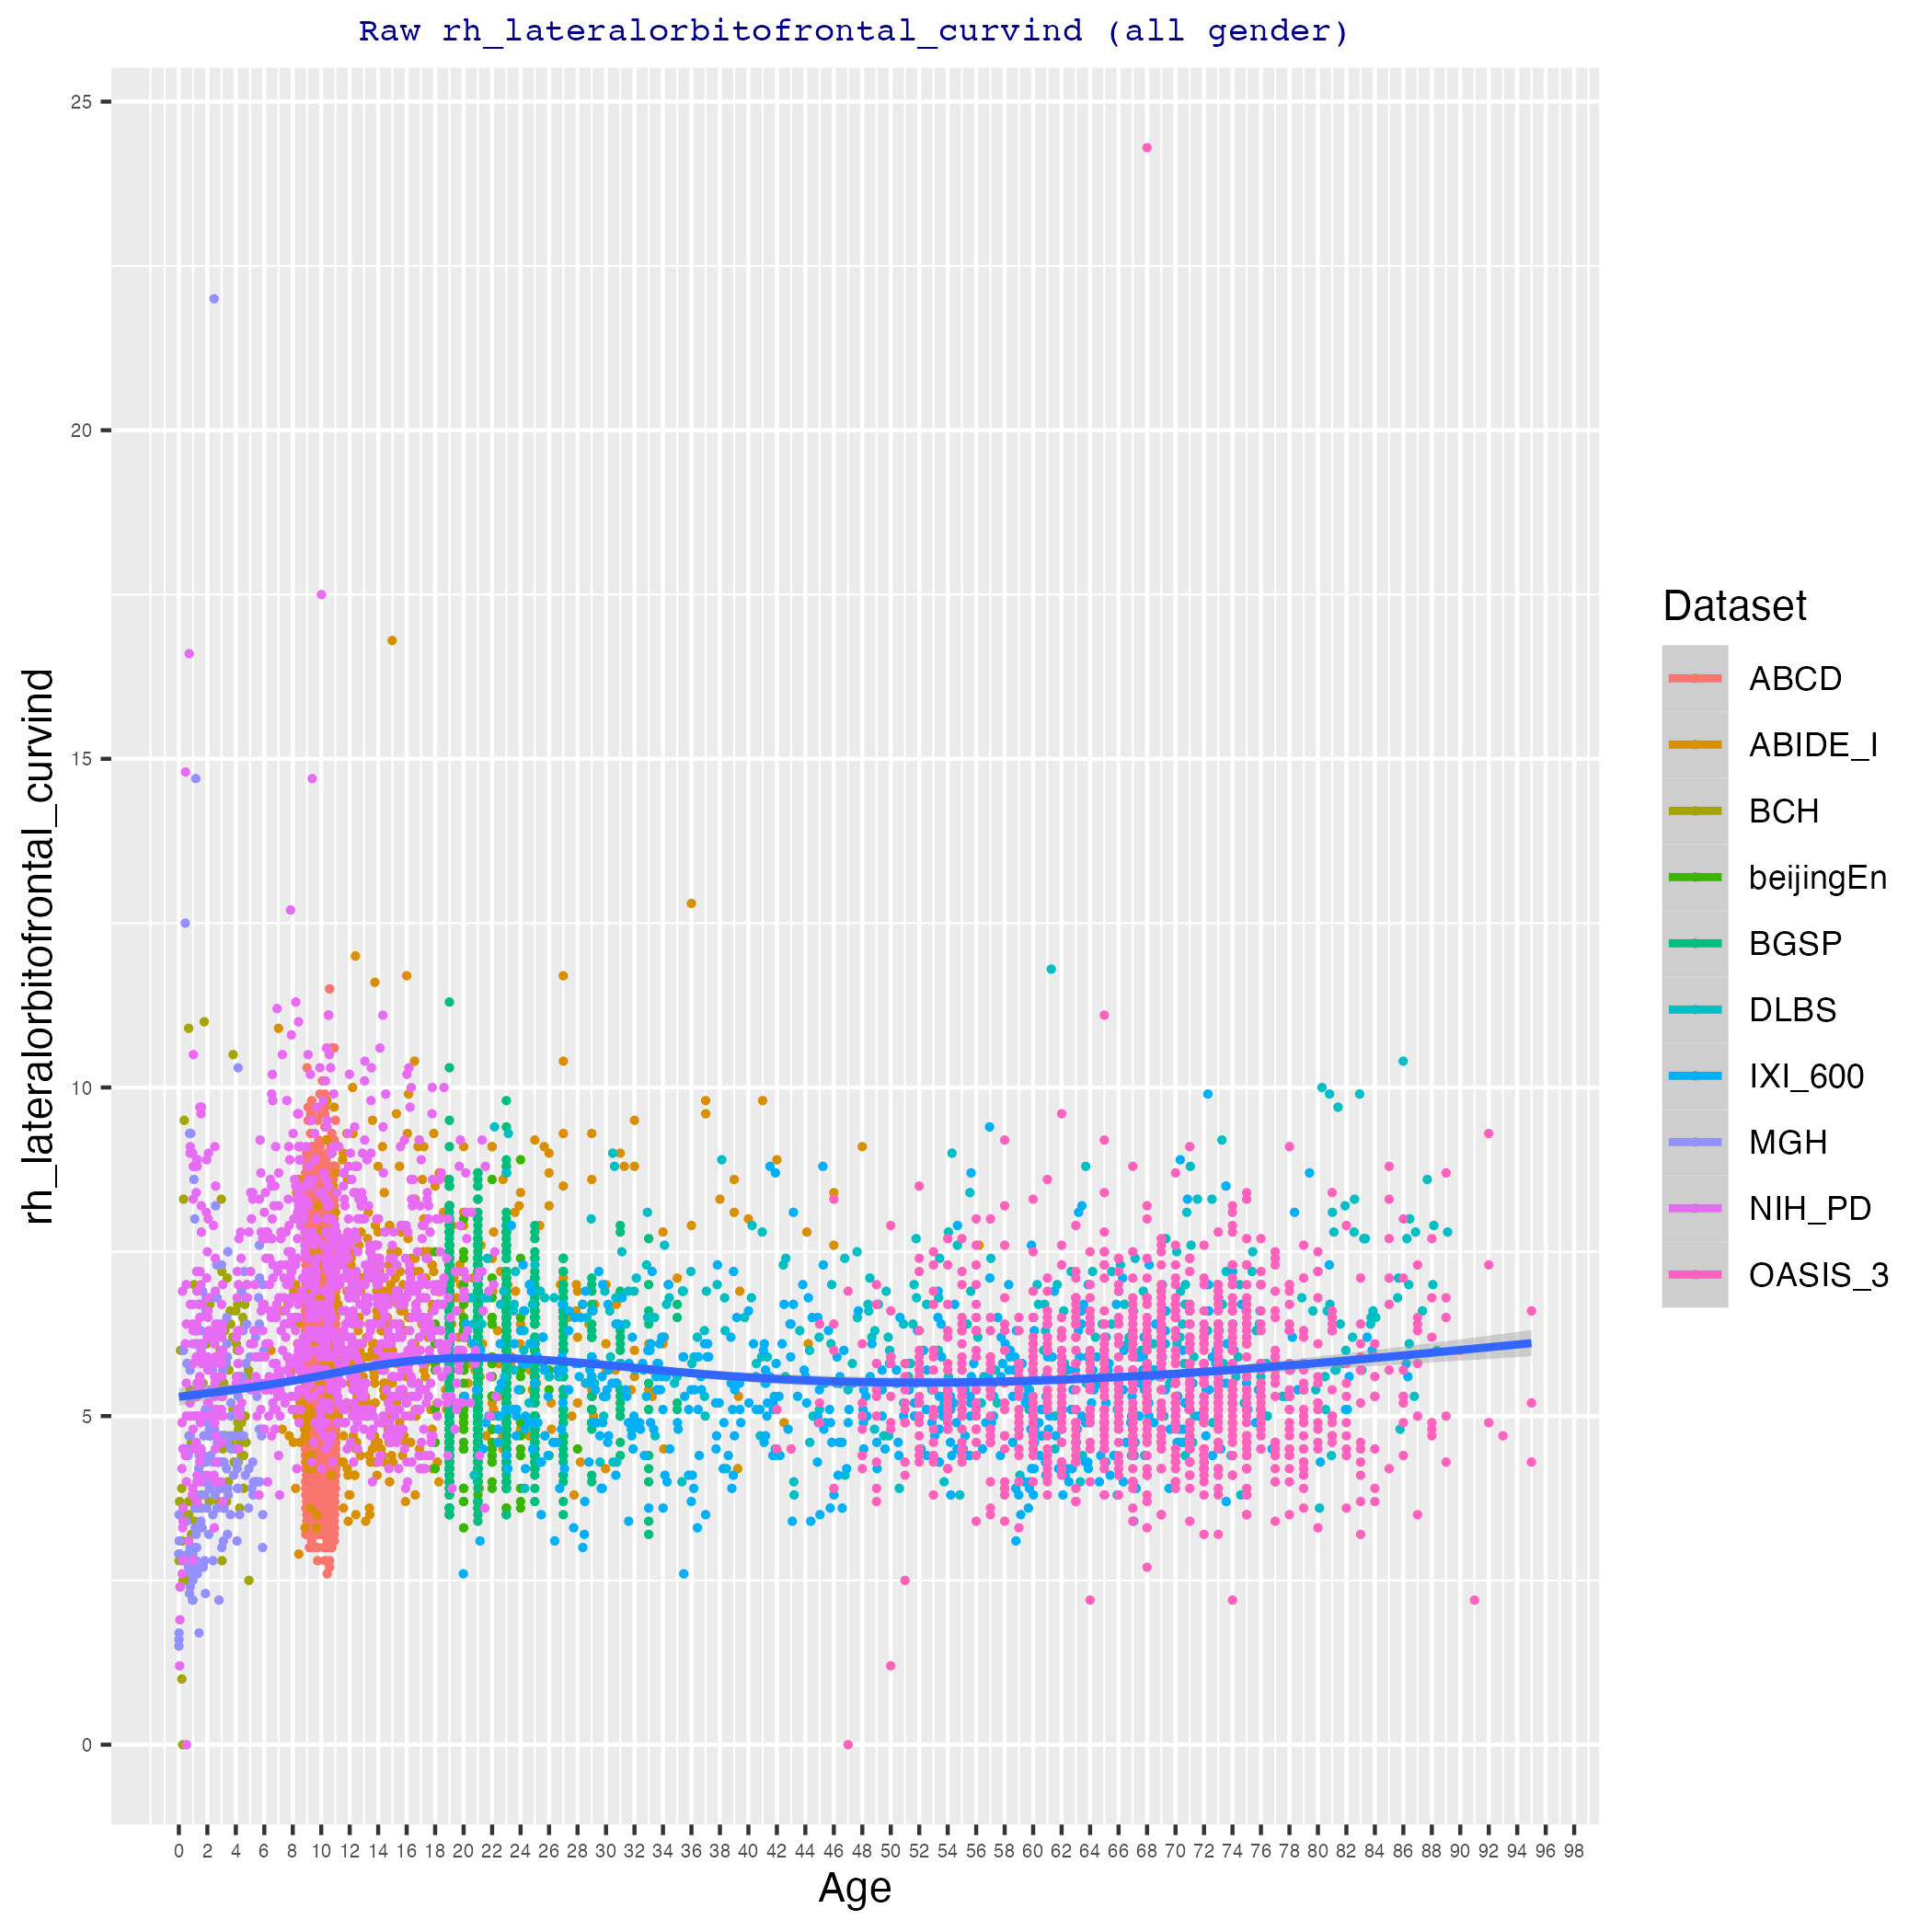 Raw rh_lateralorbitofrontal_curvind (all gender)
rh_lateralorbitofrontal_curvind
25
20
15
10
5
0
0 2 4 6 8 10 12 14 16 18 20 22 24 26 28 30 32 34 36 38 40 42 44 46 48 50 52 54 56 58 60 62 64 66 68 70 72 74 76 78 80 82 84 86 88 90 92 94 96 98
Age
Dataset
ABCD
ABIDE_I
BCH
beijingEn
BGSP
DLBS
IXI_600
MGH
NIH_PD
OASIS_3